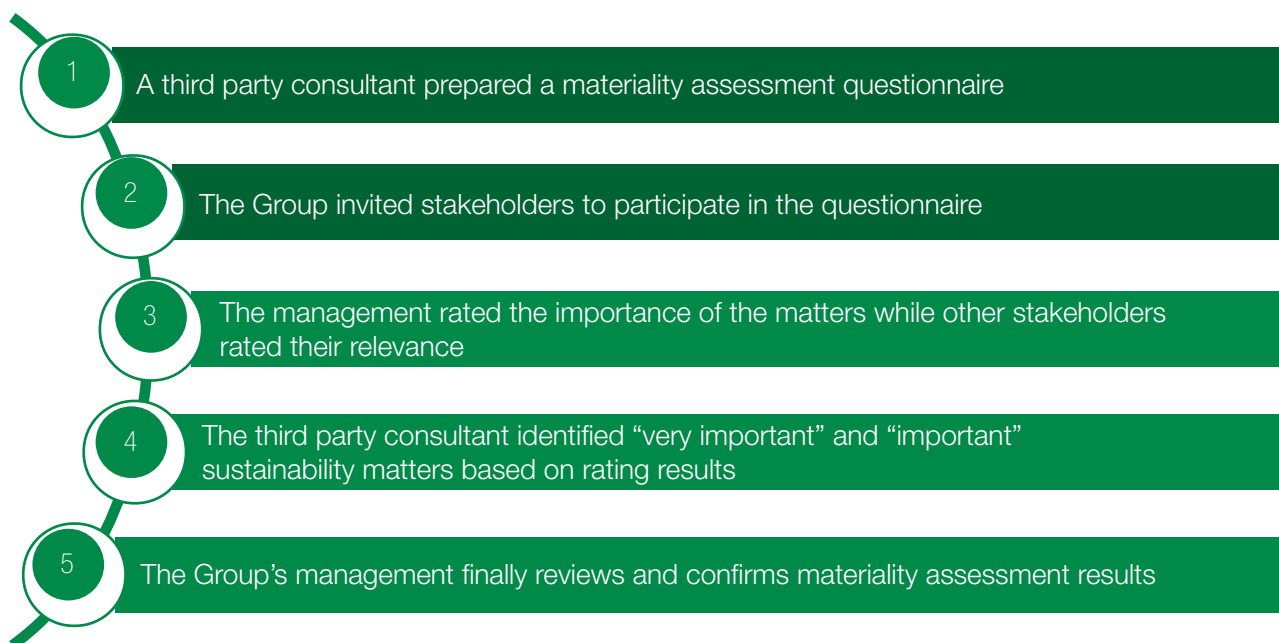 1
A third party consultant prepared a materiality assessment questionnaire
2
The Group invited stakeholders to participate in the questionnaire
3
The management rated the importance of the matters while other stakeholders
rated their relevance
4
The third party consultant identified “very important” and “important”
sustainability matters based on rating results
5
The Group’s management finally reviews and confirms materiality assessment results